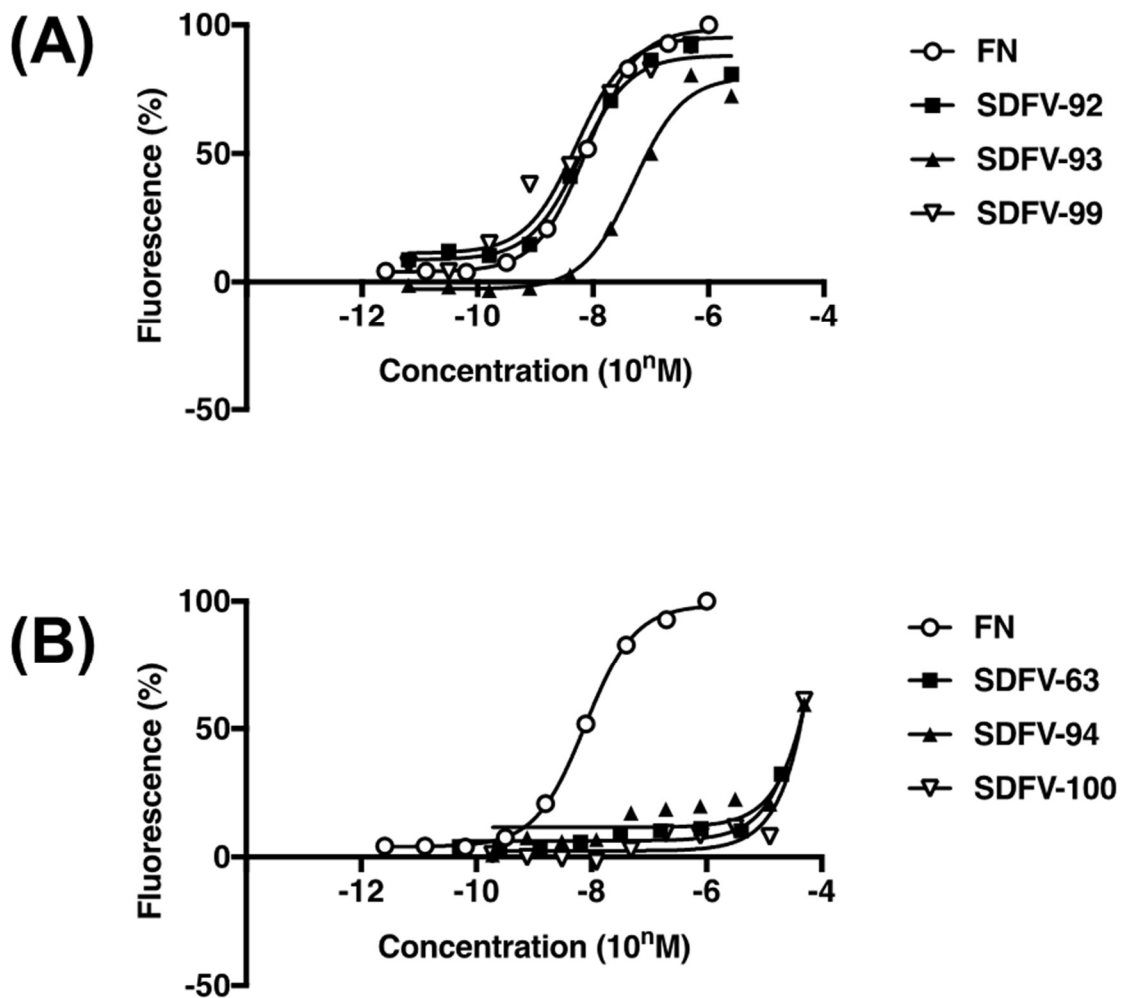 (A)
Fluorescence (%)
100
50
0
-50
-12
-10
-8
-6
-4
Concentration (10ⁿM)
FN
SDFV-92
SDFV-93
SDFV-99
(B)
Fluorescence (%)
100
50
0
-50
-12
-10
-8
-6
-4
Concentration (10ⁿM)
FN
SDFV-63
SDFV-94
SDFV-100